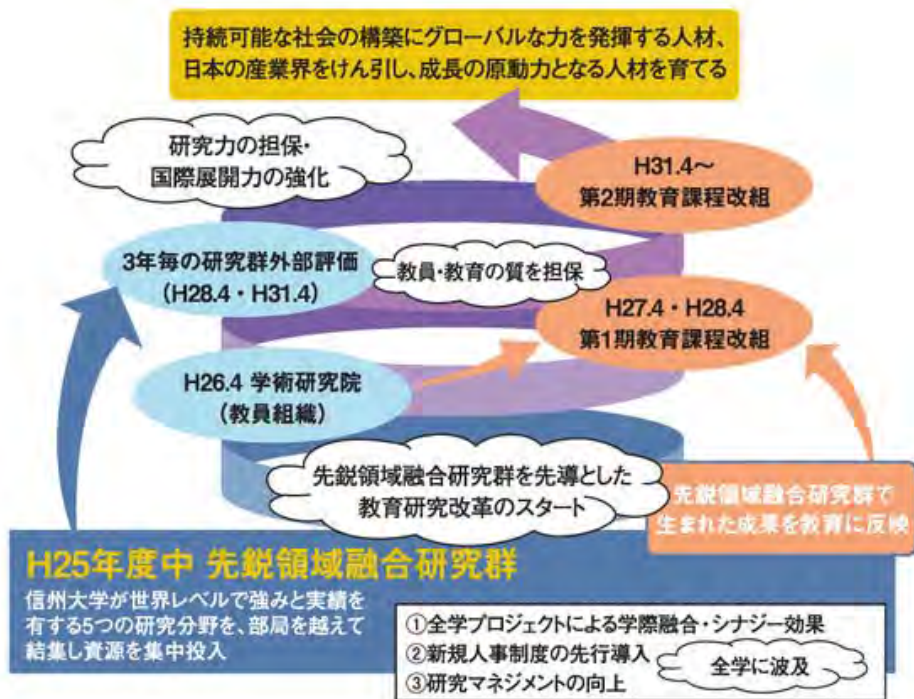 持続可能な社会の構築にグローバルな力を発揮する人材、
日本の産業界をけん引し、成長の原動力となる人材を育てる
研究力の担保・
国際展開力の強化
H31.4～
第2期教育課程改組
3年毎の研究群外部評価
（H28.4・H31.4）
教員・教育の質を担保
H27.4・H28.4
第1期教育課程改組
H26.4 学術研究院
（教員組織）
先鋭領域融合研究群を先導とした
教育研究改革のスタート
先鋭領域融合研究群で
生まれた成果を教育に反映
H25年度中 先鋭領域融合研究群
信州大学が世界レベルで強みと実績を
有する5つの研究分野を、部局を越えて
結集し資源を集中投入
①全学プロジェクトによる学際融合・シナジー効果
②新規人事制度の先行導入
③研究マネジメントの向上
全学に波及